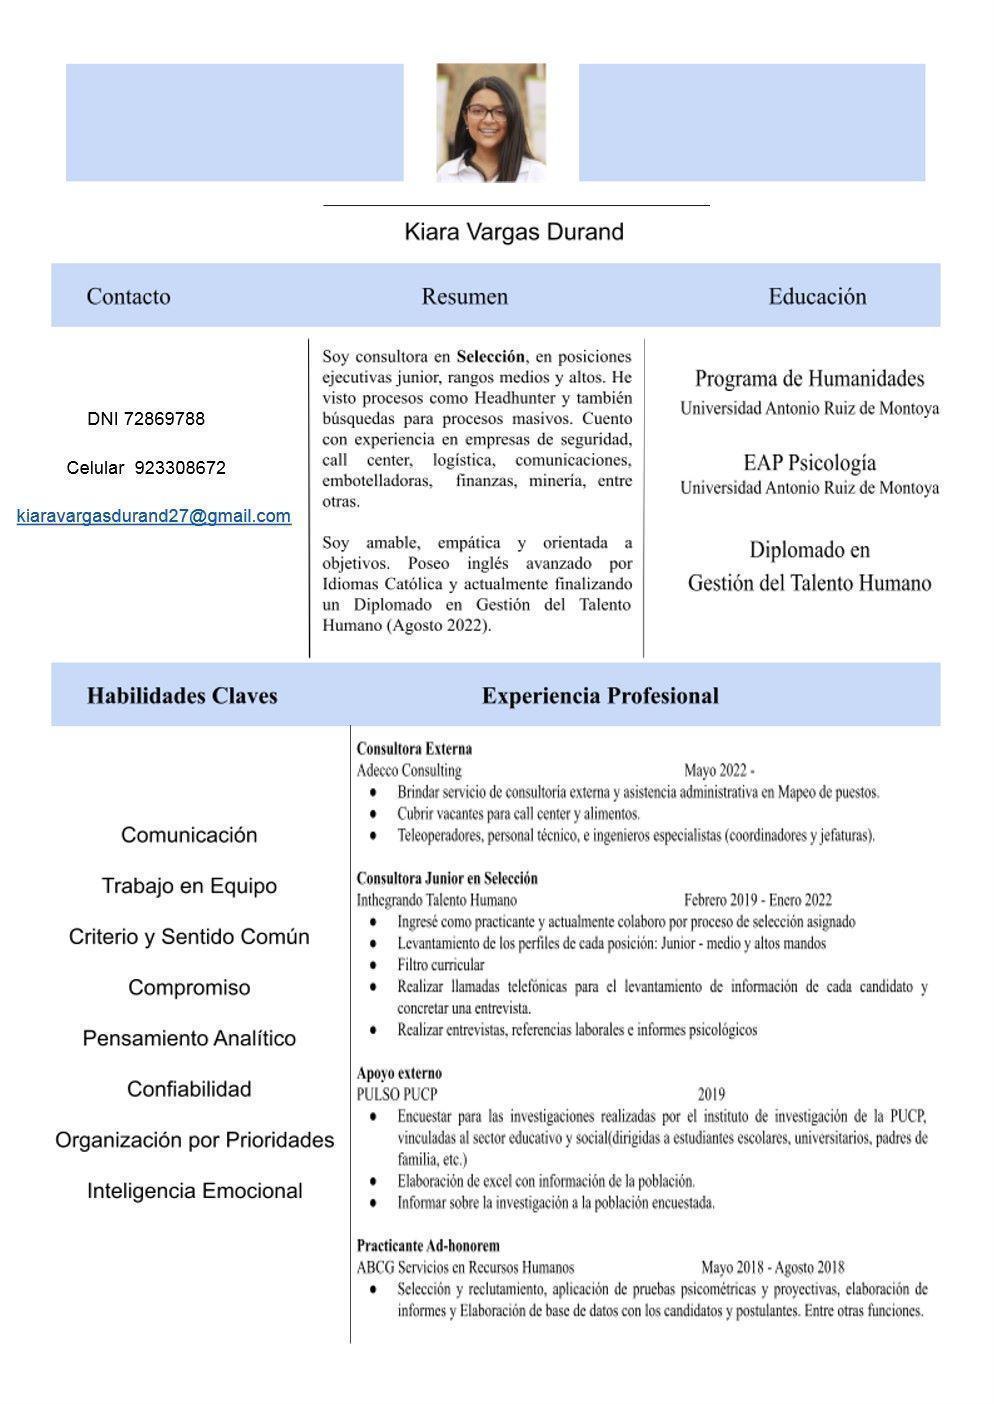 Kiara Vargas Durand
Contacto
Resumen
Educación
DNI 72869788
Celular  923308672
kiaravargasdurand27@gmail.com
Soy consultora en Selección, en posiciones
ejecutivas junior, rangos medios y altos. He
visto procesos como Headhunter y también
búsquedas para procesos masivos. Cuento
con experiencia en empresas de seguridad,
call center, logística, comunicaciones,
embotelladoras, finanzas, minería, entre
otras.
Soy amable, empática y orientada a
objetivos. Poseo inglés avanzado por
Idiomas Católica y actualmente finalizando
un Diplomado en Gestión del Talento
Humano (Agosto 2022).
Programa de Humanidades
Universidad Antonio Ruiz de Montoya
EAP Psicología
Universidad Antonio Ruiz de Montoya
Diplomado en
Gestión del Talento Humano
Habilidades Claves
Experiencia Profesional
Comunicación
Trabajo en Equipo
Criterio y Sentido Común
Compromiso
Pensamiento Analítico
Confiabilidad
Organización por Prioridades
Inteligencia Emocional
Consultora Externa
Adecco Consulting Mayo 2022 -
● Brindar servicio de consultoría externa y asistencia administrativa en Mapeo de puestos.
● Cubrir vacantes para call center y alimentos.
● Teleoperadores, personal técnico, e ingenieros especialistas (coordinadores y jefaturas).
Consultora Junior en Selección
Inthegrando Talento Humano Febrero 2019 - Enero 2022
● Ingresé como practicante y actualmente colaboro por proceso de selección asignado
● Levantamiento de los perfiles de cada posición: Junior - medio y altos mandos
● Filtro curricular
● Realizar llamadas telefónicas para el levantamiento de información de cada candidato y
concretar una entrevista.
● Realizar entrevistas, referencias laborales e informes psicológicos
Apoyo externo
PULSO PUCP 2019
● Encuestar para las investigaciones realizadas por el instituto de investigación de la PUCP,
vinculadas al sector educativo y social(dirigidas a estudiantes escolares, universitarios, padres de
familia, etc.)
● Elaboración de excel con información de la población.
● Informar sobre la investigación a la población encuestada.
Practicante Ad-honorem
ABCG Servicios en Recursos Humanos Mayo 2018 - Agosto 2018
● Selección y reclutamiento, aplicación de pruebas psicométricas y proyectivas, elaboración de
informes y Elaboración de base de datos con los candidatos y postulantes. Entre otras funciones.